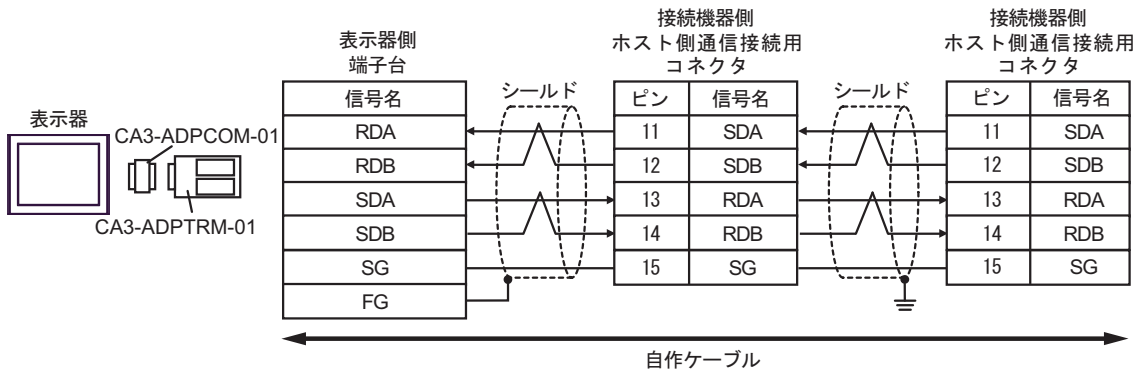 表示器
CA3-ADPCOM-01
CA3-ADPTRM-01
表示器側
端子台
信号名
RDA
RDB
SDA
SDB
SG
FG
シールド
接続機器側
ホスト側通信接続用
コネクタ
ピン 信号名
11 SDA
12 SDB
13 RDA
14 RDB
15 SG
シールド
接続機器側
ホスト側通信接続用
コネクタ
ピン 信号名
11 SDA
12 SDB
13 RDA
14 RDB
15 SG
自作ケーブル